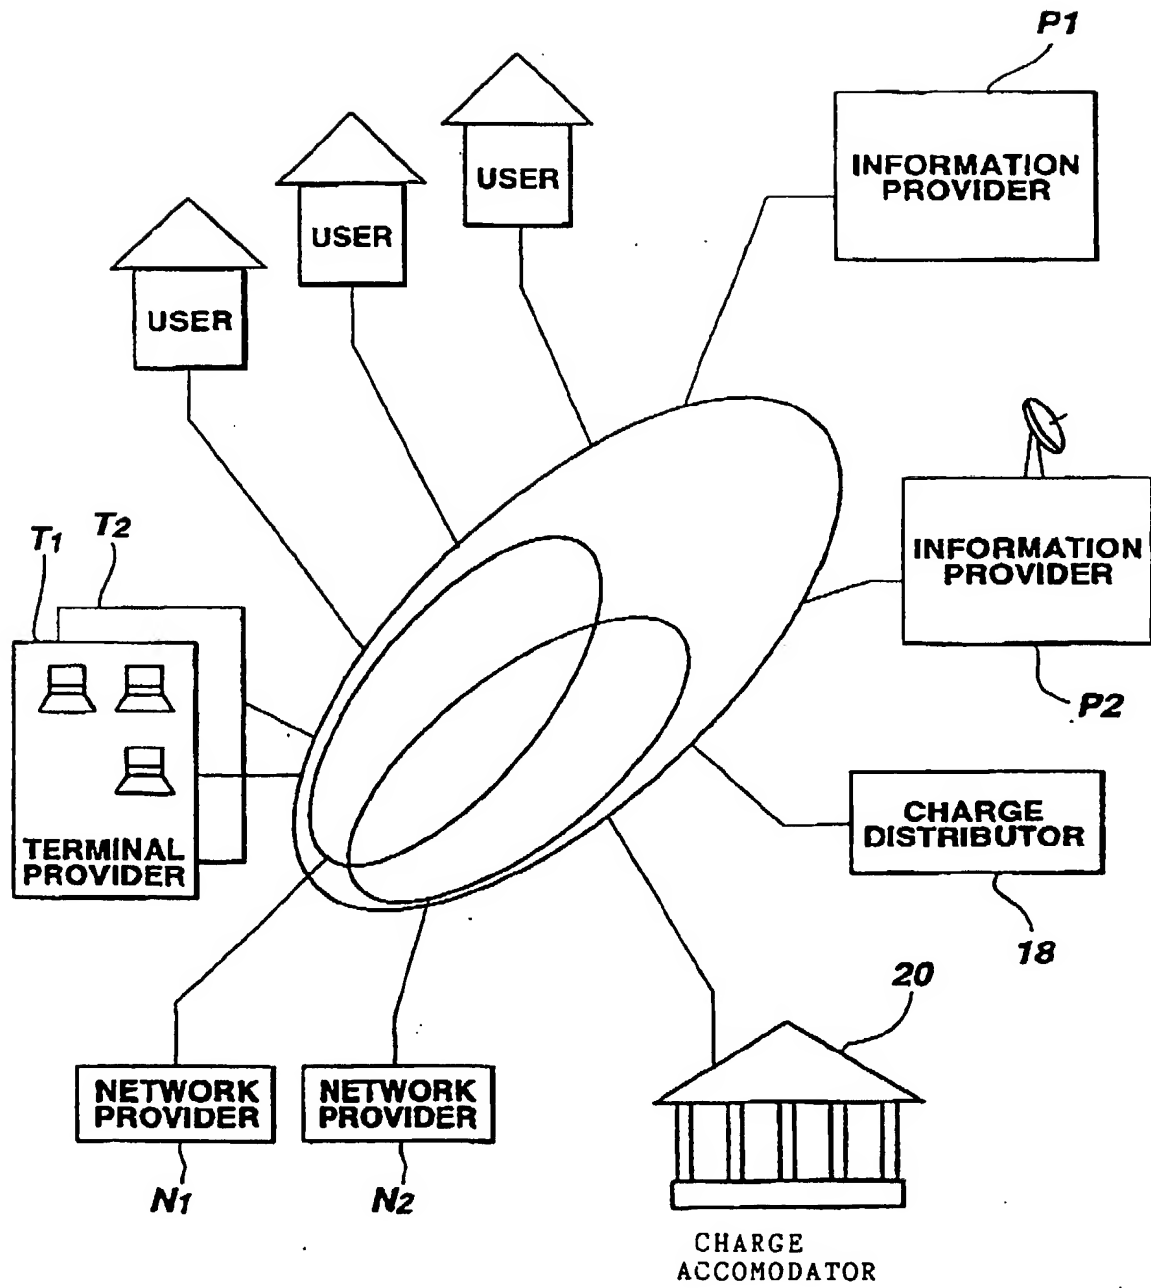 P1
INFORMATION
PROVIDER
USER
USER
USER
T1
T2
INFORMATION
PROVIDER
P2
TERMINAL
PROVIDER
CHARGE
DISTRIBUTOR
18
20
NETWORK
PROVIDER
NETWORK
PROVIDER
N1
N2
CHARGE
ACCOMODATOR